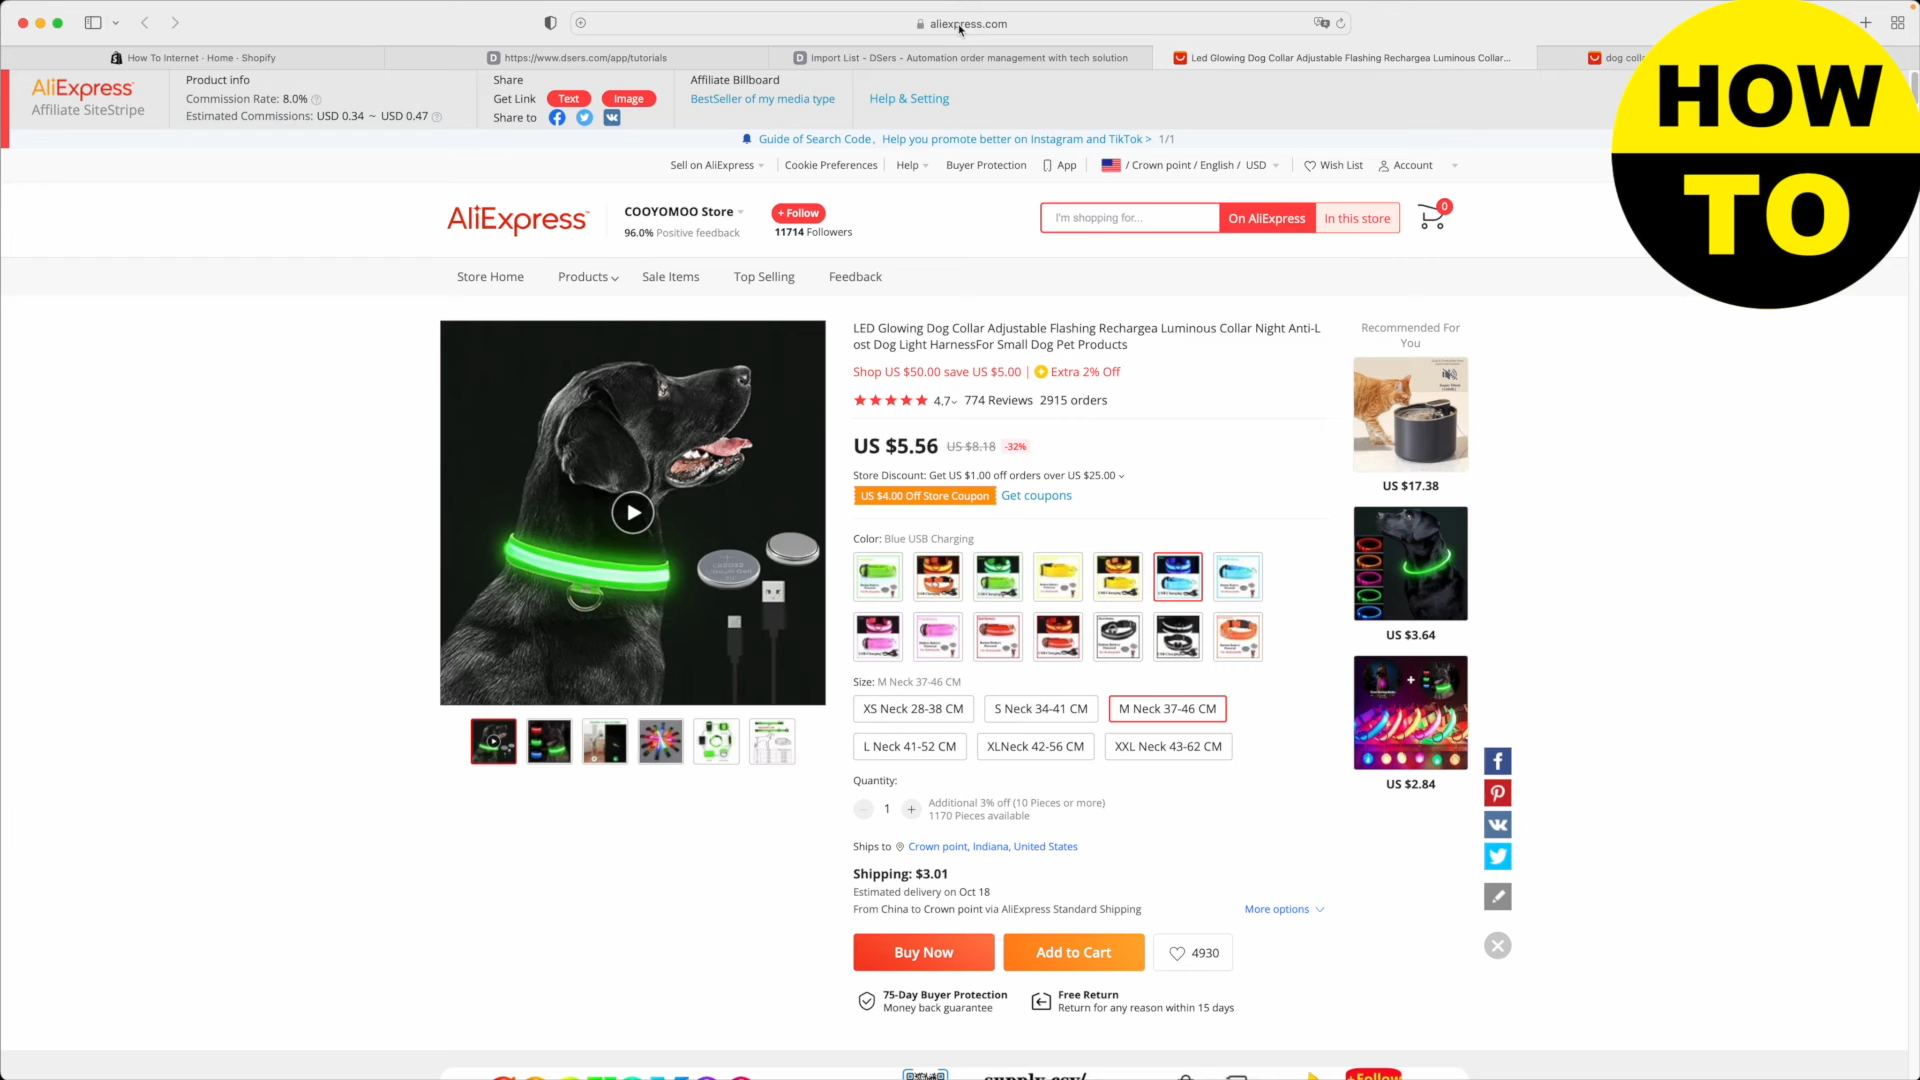 aliexpress.com
How To Internet · Home · Shopify
https://www.dsers.com/app/tutorials
Import List - DSers - Automation order management with tech solution
Led Glowing Dog Collar Adjustable Flashing Rechargea Luminous Collar...
dog colla
HOW
TO
AliExpress
Affiliate SiteStripe
Product info
Commission Rate: 8.0%
Estimated Commissions: USD 0.34 ~ USD 0.47
Share
Get Link Text Image
Share to
Affiliate Billboard
BestSeller of my media type
Help & Setting
Guide of Search Code，Help you promote better on Instagram and TikTok > 1/1
Sell on AliExpress Cookie Preferences Help Buyer Protection App / Crown point / English / USD Wish List Account
AliExpress
COOYOMOO Store
96.0% Positive feedback
+ Follow
11714 Followers
I'm shopping for...
On AliExpress
In this store
0
Store Home Products Sale Items Top Selling Feedback
LED Glowing Dog Collar Adjustable Flashing Rechargea Luminous Collar Night Anti-L
ost Dog Light HarnessFor Small Dog Pet Products
Shop US $50.00 save US $5.00 | Extra 2% Off
4.7 774 Reviews 2915 orders
US $5.56 US $8.18 -32%
Store Discount: Get US $1.00 off orders over US $25.00
US $4.00 Off Store Coupon Get coupons
Color: Blue USB Charging
Size: M Neck 37-46 CM
XS Neck 28-38 CM
S Neck 34-41 CM
M Neck 37-46 CM
L Neck 41-52 CM
XLNeck 42-56 CM
XXL Neck 43-62 CM
Quantity:
1
Additional 3% off (10 Pieces or more)
1170 Pieces available
Ships to Crown point, Indiana, United States
Shipping: $3.01
Estimated delivery on Oct 18
From China to Crown point via AliExpress Standard Shipping
More options
Buy Now
Add to Cart
4930
75-Day Buyer Protection
Money back guarantee
Free Return
Return for any reason within 15 days
Recommended For
You
US $17.38
US $3.64
US $2.84
+Follow